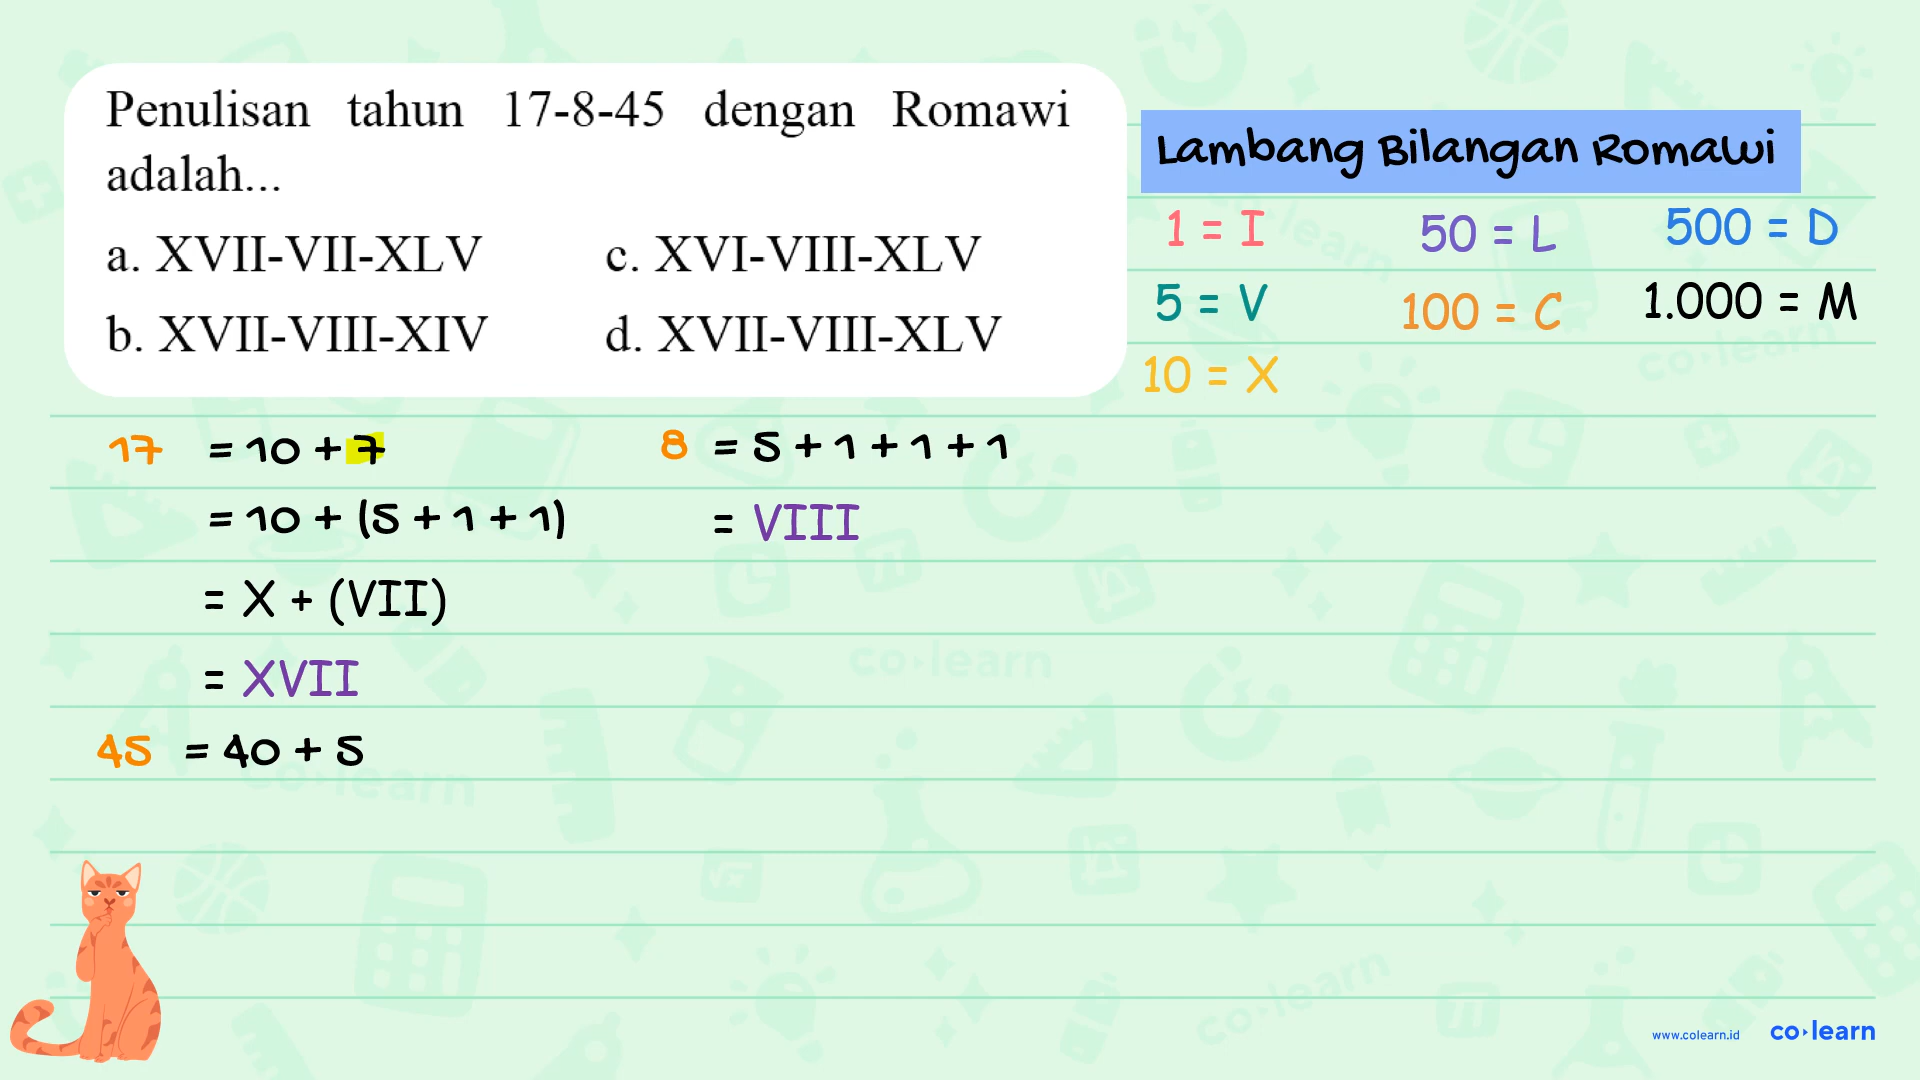 Penulisan tahun 17-8-45 dengan Romawi
adalah...
a. XVII-VII-XLV
c. XVI-VIII-XLV
b. XVII-VIII-XIV
d. XVII-VIII-XLV
Lambang Bilangan Romawi
1 = I
50 = L
500 = D
5 = V
100 = C
1.000 = M
10 = X
17 = 10 + 7
= 10 + (5 + 1 + 1)
= X + (VII)
= XVII
8 = 5 + 1 + 1 + 1
= VIII
45 = 40 + 5
www.colearn.id
co learn